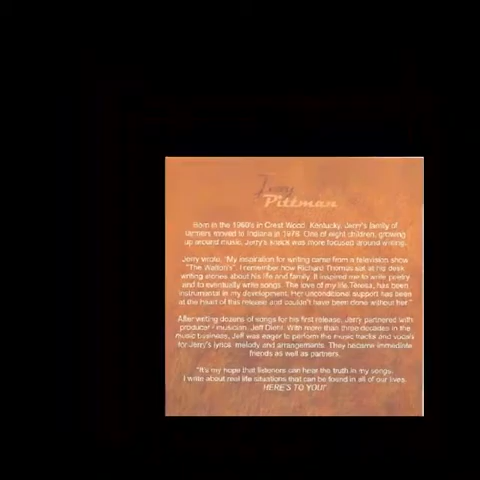 Jerry
Pittman
Born in the 1960's in Crest Wood, Kentucky, Jerry's family of
farmers moved to Indiana in 1978. One of eight children, growing
up around music, Jerry's knack was more focused around writing.
Jerry wrote, "My inspiration for writing came from a television show
"The Walton's". I remember how Richard Thomas sat at his desk
writing stories about his life and family. It inspired me to write poetry
and to eventually write songs. The love of my life Teresa, has been
instrumental in my development. Her unconditional support has been
at the heart of this release and couldn't have been done without her"
After writing dozens of songs for his first release, Jerry partnered with
producer / musician, Jeff With more than three decades in the
music business, Jeff was eager to perform the music tracks and vocals
for Jerry's lyrics, melody and arrangements. They became immediate
friends as well as partners.
"It's my hope that listeners can hear the truth in my songs.
I write about real life situations that can be found in all of our lives.
HERE'S TO YOU!"